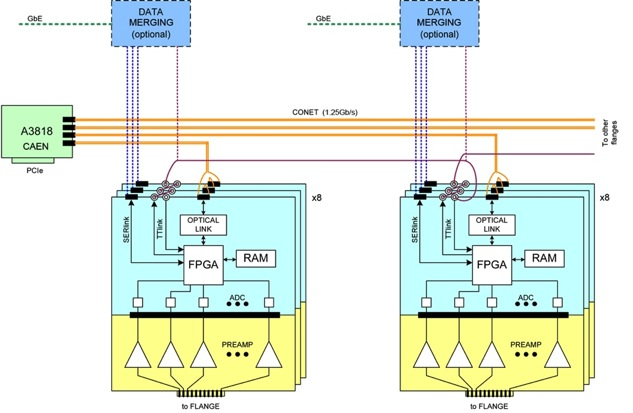 GbE
DATA
MERGING
(optional)
GbE
DATA
MERGING
(optional)
A3818
CAEN
PCIe
CONET (1.25Gb/s)
To other
flanges
x8
SERlink
TTlink
OPTICAL
LINK
FPGA
RAM
ADC
PREAMP
to FLANGE
x8
SERlink
TTlink
OPTICAL
LINK
FPGA
RAM
ADC
PREAMP
to FLANGE